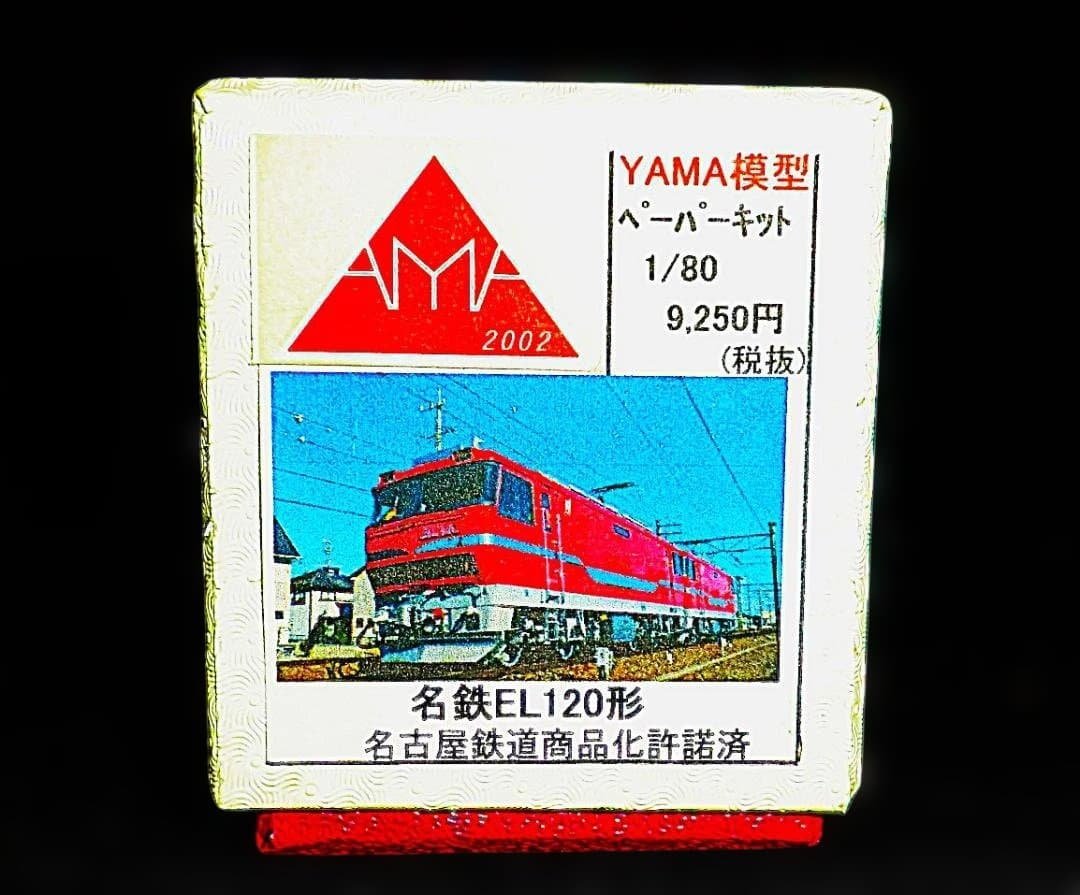 YAMA
2002
YAMA模型
ペーパーキット
1/80
9,250円
(税抜)
名鉄EL120形
名古屋鉄道商品化許諾済